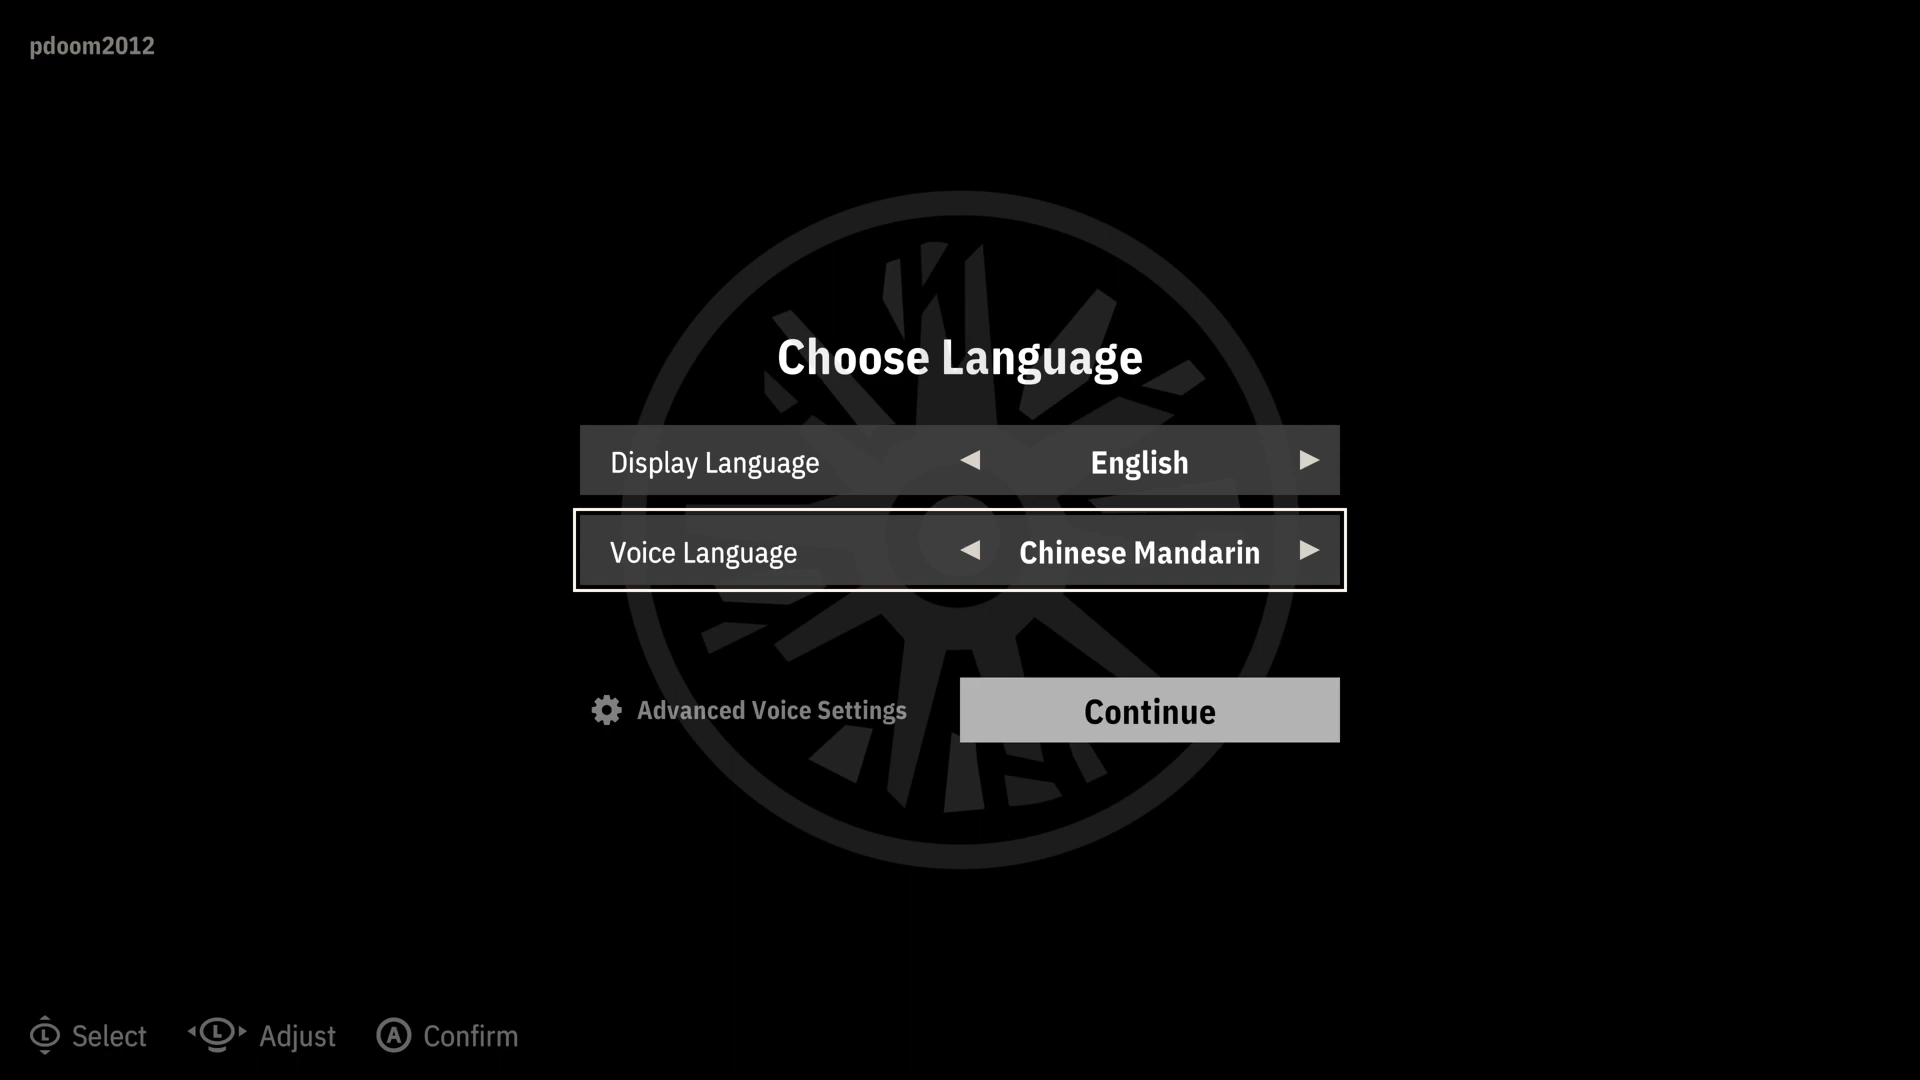 pdoom2012
Choose Language
Display Language English
Voice Language Chinese Mandarin
Advanced Voice Settings Continue
L Select L Adjust A Confirm